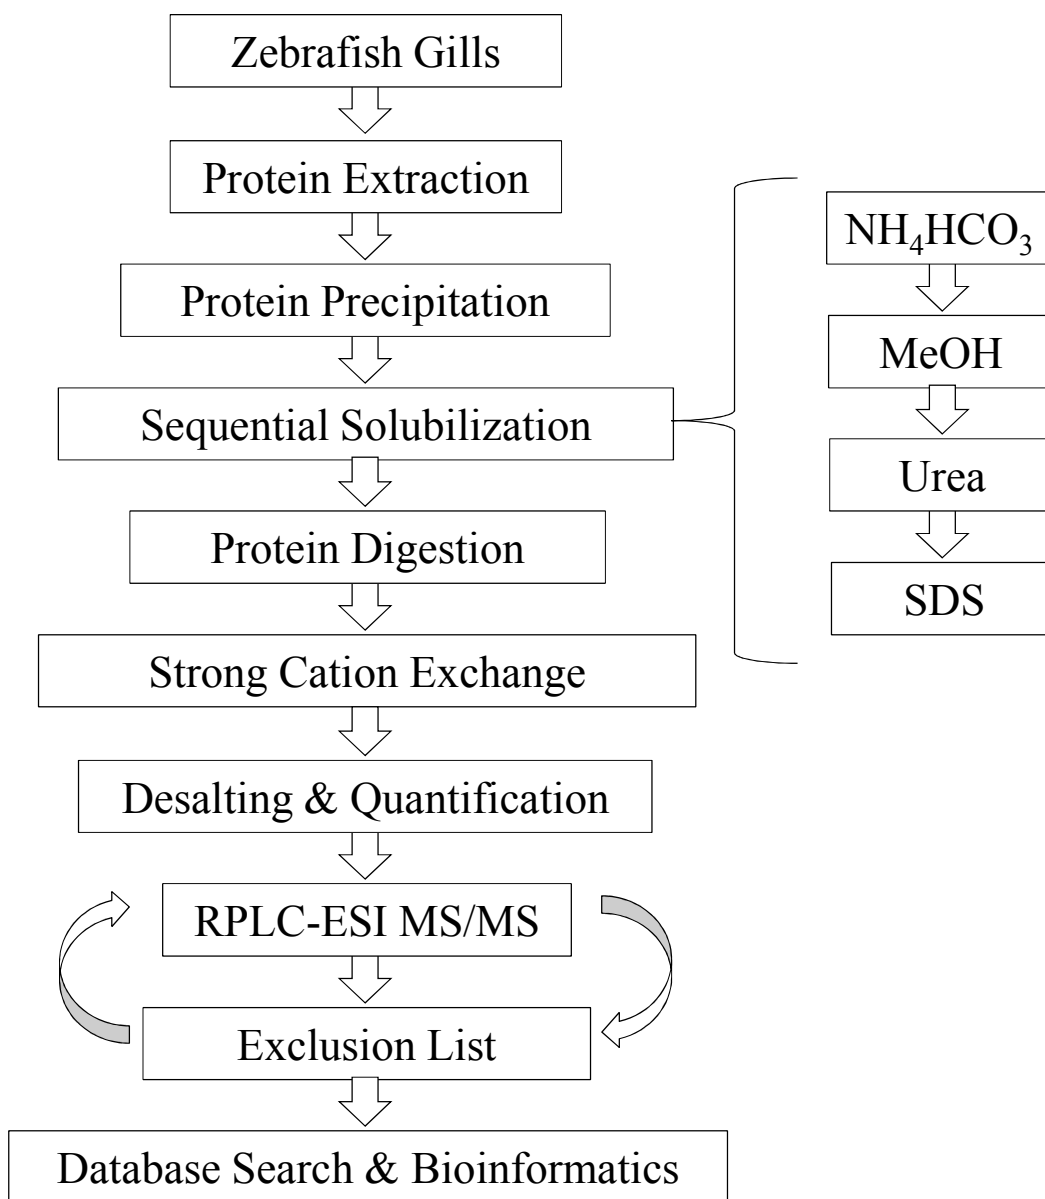 Zebrafish Gills
Protein Extraction
Protein Precipitation
Sequential Solubilization
Protein Digestion
Strong Cation Exchange
Desalting & Quantification
RPLC-ESI MS/MS
Exclusion List
Database Search & Bioinformatics
NH₄HCO₃
MeOH
Urea
SDS